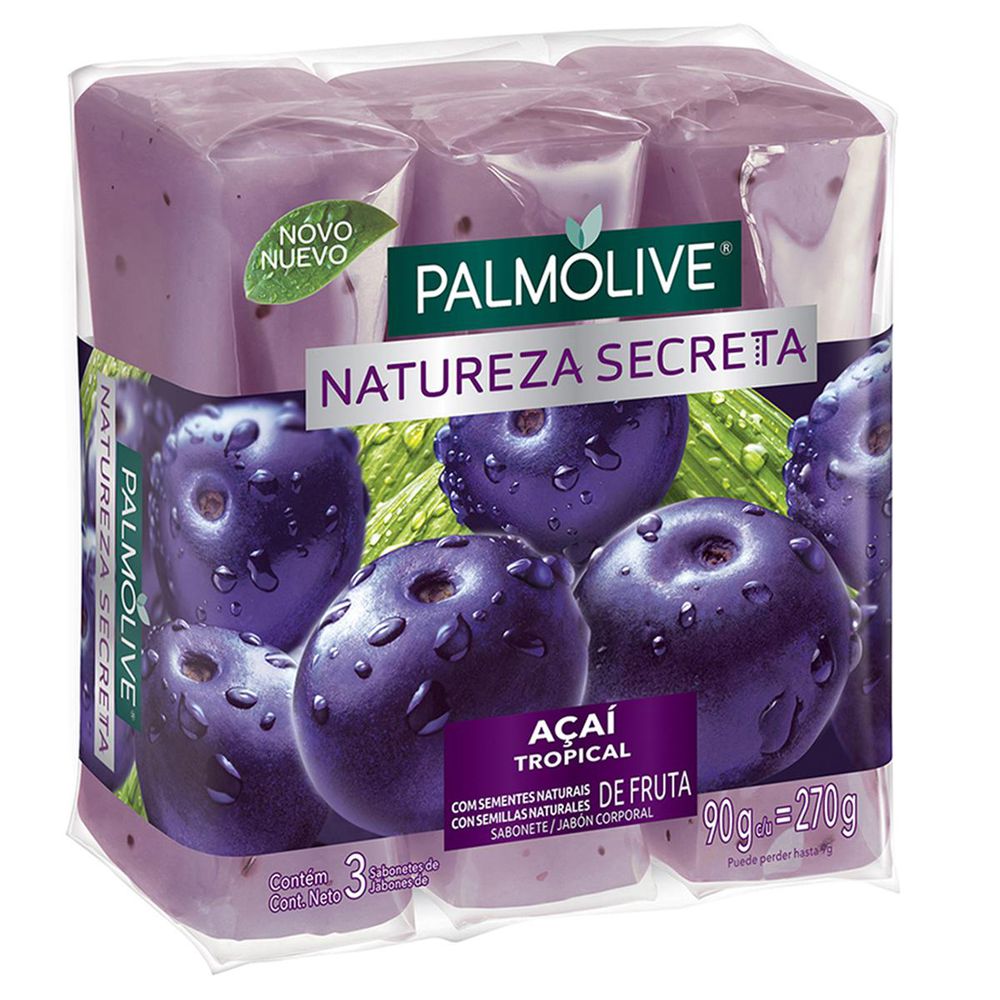 NOVO
NUEVO
PALMOLIVE®
NATUREZA SECRETA
NATUREZA SECRETA
PALMOLIVE®
AÇAÍ
TROPICAL
COM SEMENTES NATURAIS
CON SEMILLAS NATURALES
DE FRUTA
SABONETE / JABÓN CORPORAL
90g c/u = 270g
Puede perder hasta 9g
Contém
Cont. Neto
3
Sabonetes de
Jabones de